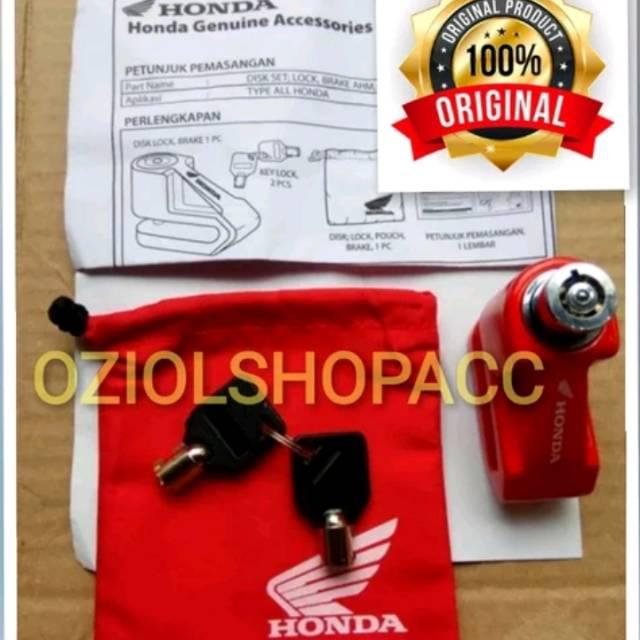 HONDA
Honda Genuine Accessories
PETUNJUK PEMASANGAN
Part Name : DISK SET; LOCK, BRAKE AHM
Aplikasi : TYPE ALL HONDA
PERLENGKAPAN
DISK LOCK, BRAKE 1 PC
KEY LOCK,
2 PCS
DISK; LOCK, POUCH,
BRAKE, 1 PC
PETUNJUK PEMASANGAN,
1 LEMBAR
ORIGINAL PRODUCT
100%
ORIGINAL
HONDA
OZIOLSHOPACC
HONDA
HONDA